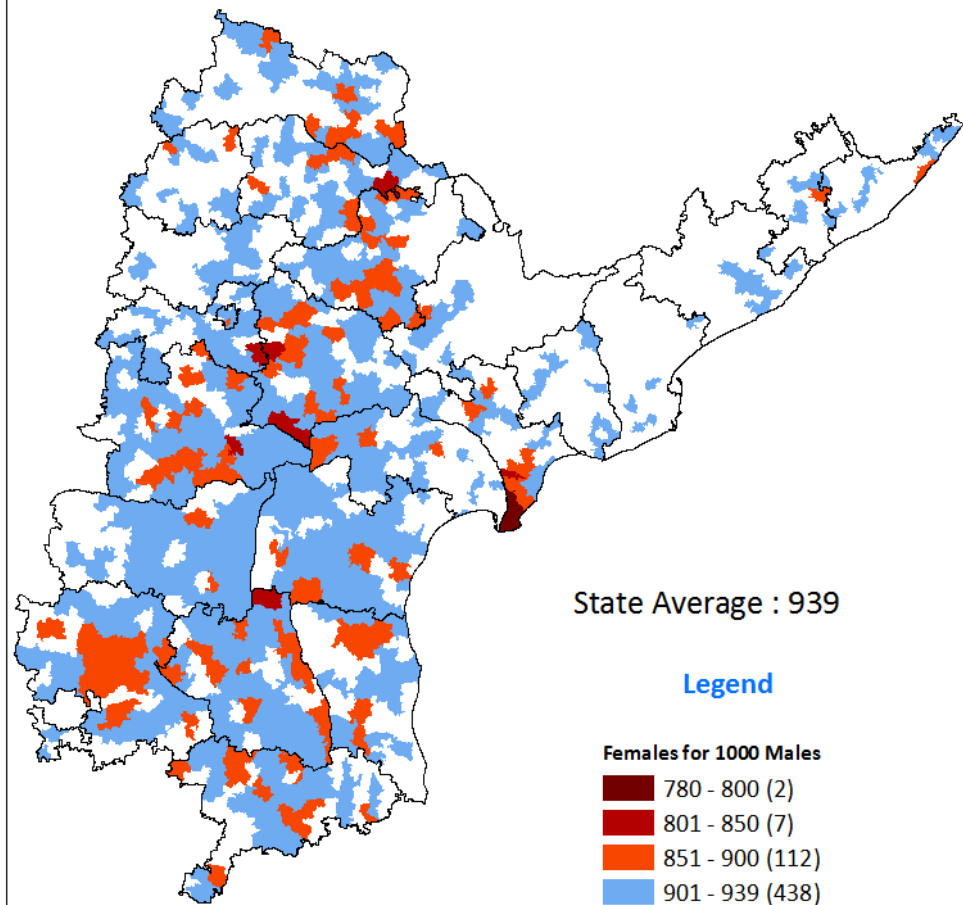 State Average : 939
Legend
Females for 1000 Males
780 - 800 (2)
801 - 850 (7)
851 - 900 (112)
901 - 939 (438)